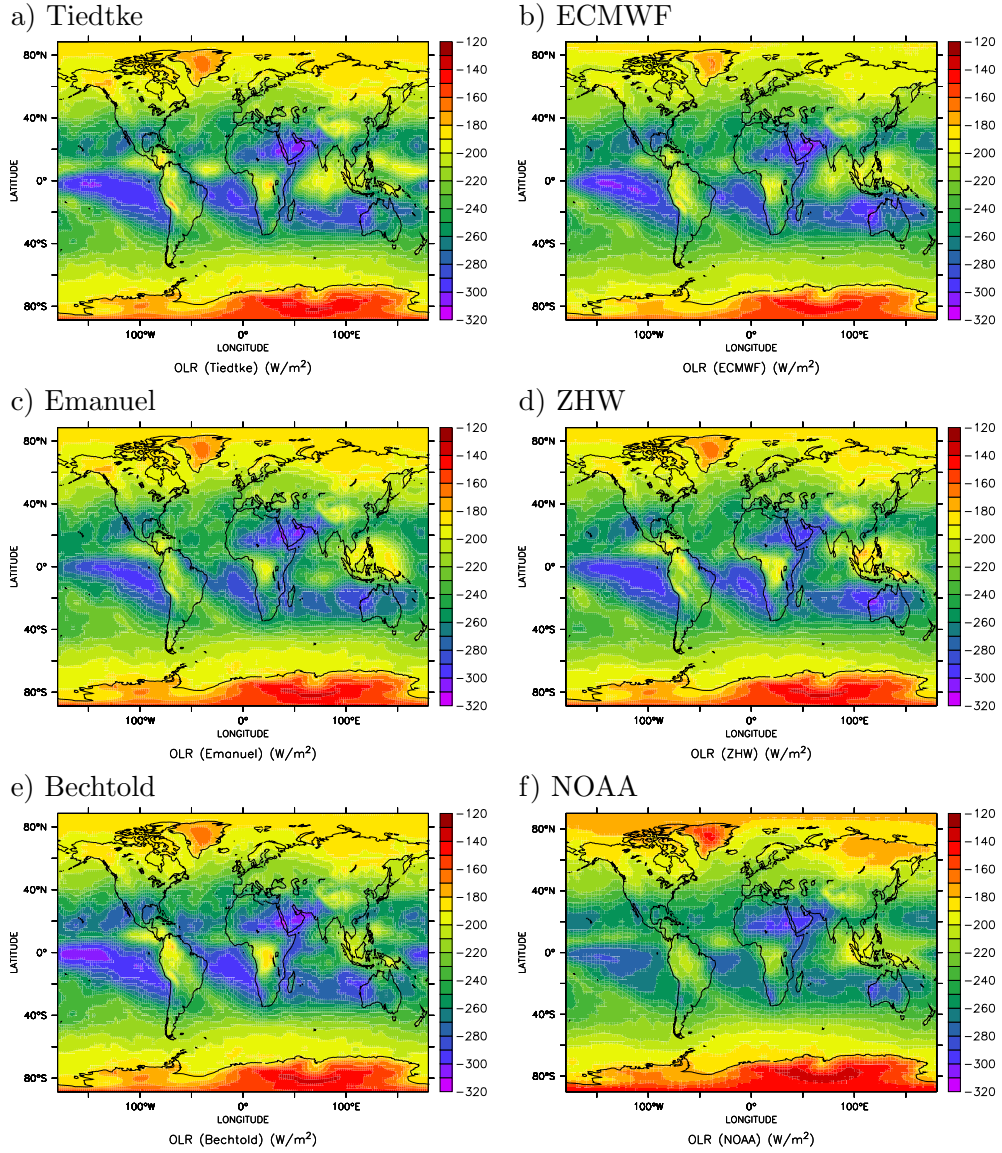 a) Tiedtke
80°N
40°N
0°
40°S
80°S
LATITUDE
100°W 0° 100°E
LONGITUDE
OLR (Tiedtke) (W/m²)
−120
−140
−160
−180
−200
−220
−240
−260
−280
−300
−320
b) ECMWF
80°N
40°N
0°
40°S
80°S
LATITUDE
100°W 0° 100°E
LONGITUDE
OLR (ECMWF) (W/m²)
−120
−140
−160
−180
−200
−220
−240
−260
−280
−300
−320
c) Emanuel
80°N
40°N
0°
40°S
80°S
LATITUDE
100°W 0° 100°E
LONGITUDE
OLR (Emanuel) (W/m²)
−120
−140
−160
−180
−200
−220
−240
−260
−280
−300
−320
d) ZHW
80°N
40°N
0°
40°S
80°S
LATITUDE
100°W 0° 100°E
LONGITUDE
OLR (ZHW) (W/m²)
−120
−140
−160
−180
−200
−220
−240
−260
−280
−300
−320
e) Bechtold
80°N
40°N
0°
40°S
80°S
LATITUDE
100°W 0° 100°E
LONGITUDE
OLR (Bechtold) (W/m²)
−120
−140
−160
−180
−200
−220
−240
−260
−280
−300
−320
f) NOAA
80°N
40°N
0°
40°S
80°S
LATITUDE
100°W 0° 100°E
LONGITUDE
OLR (NOAA) (W/m²)
−120
−140
−160
−180
−200
−220
−240
−260
−280
−300
−320